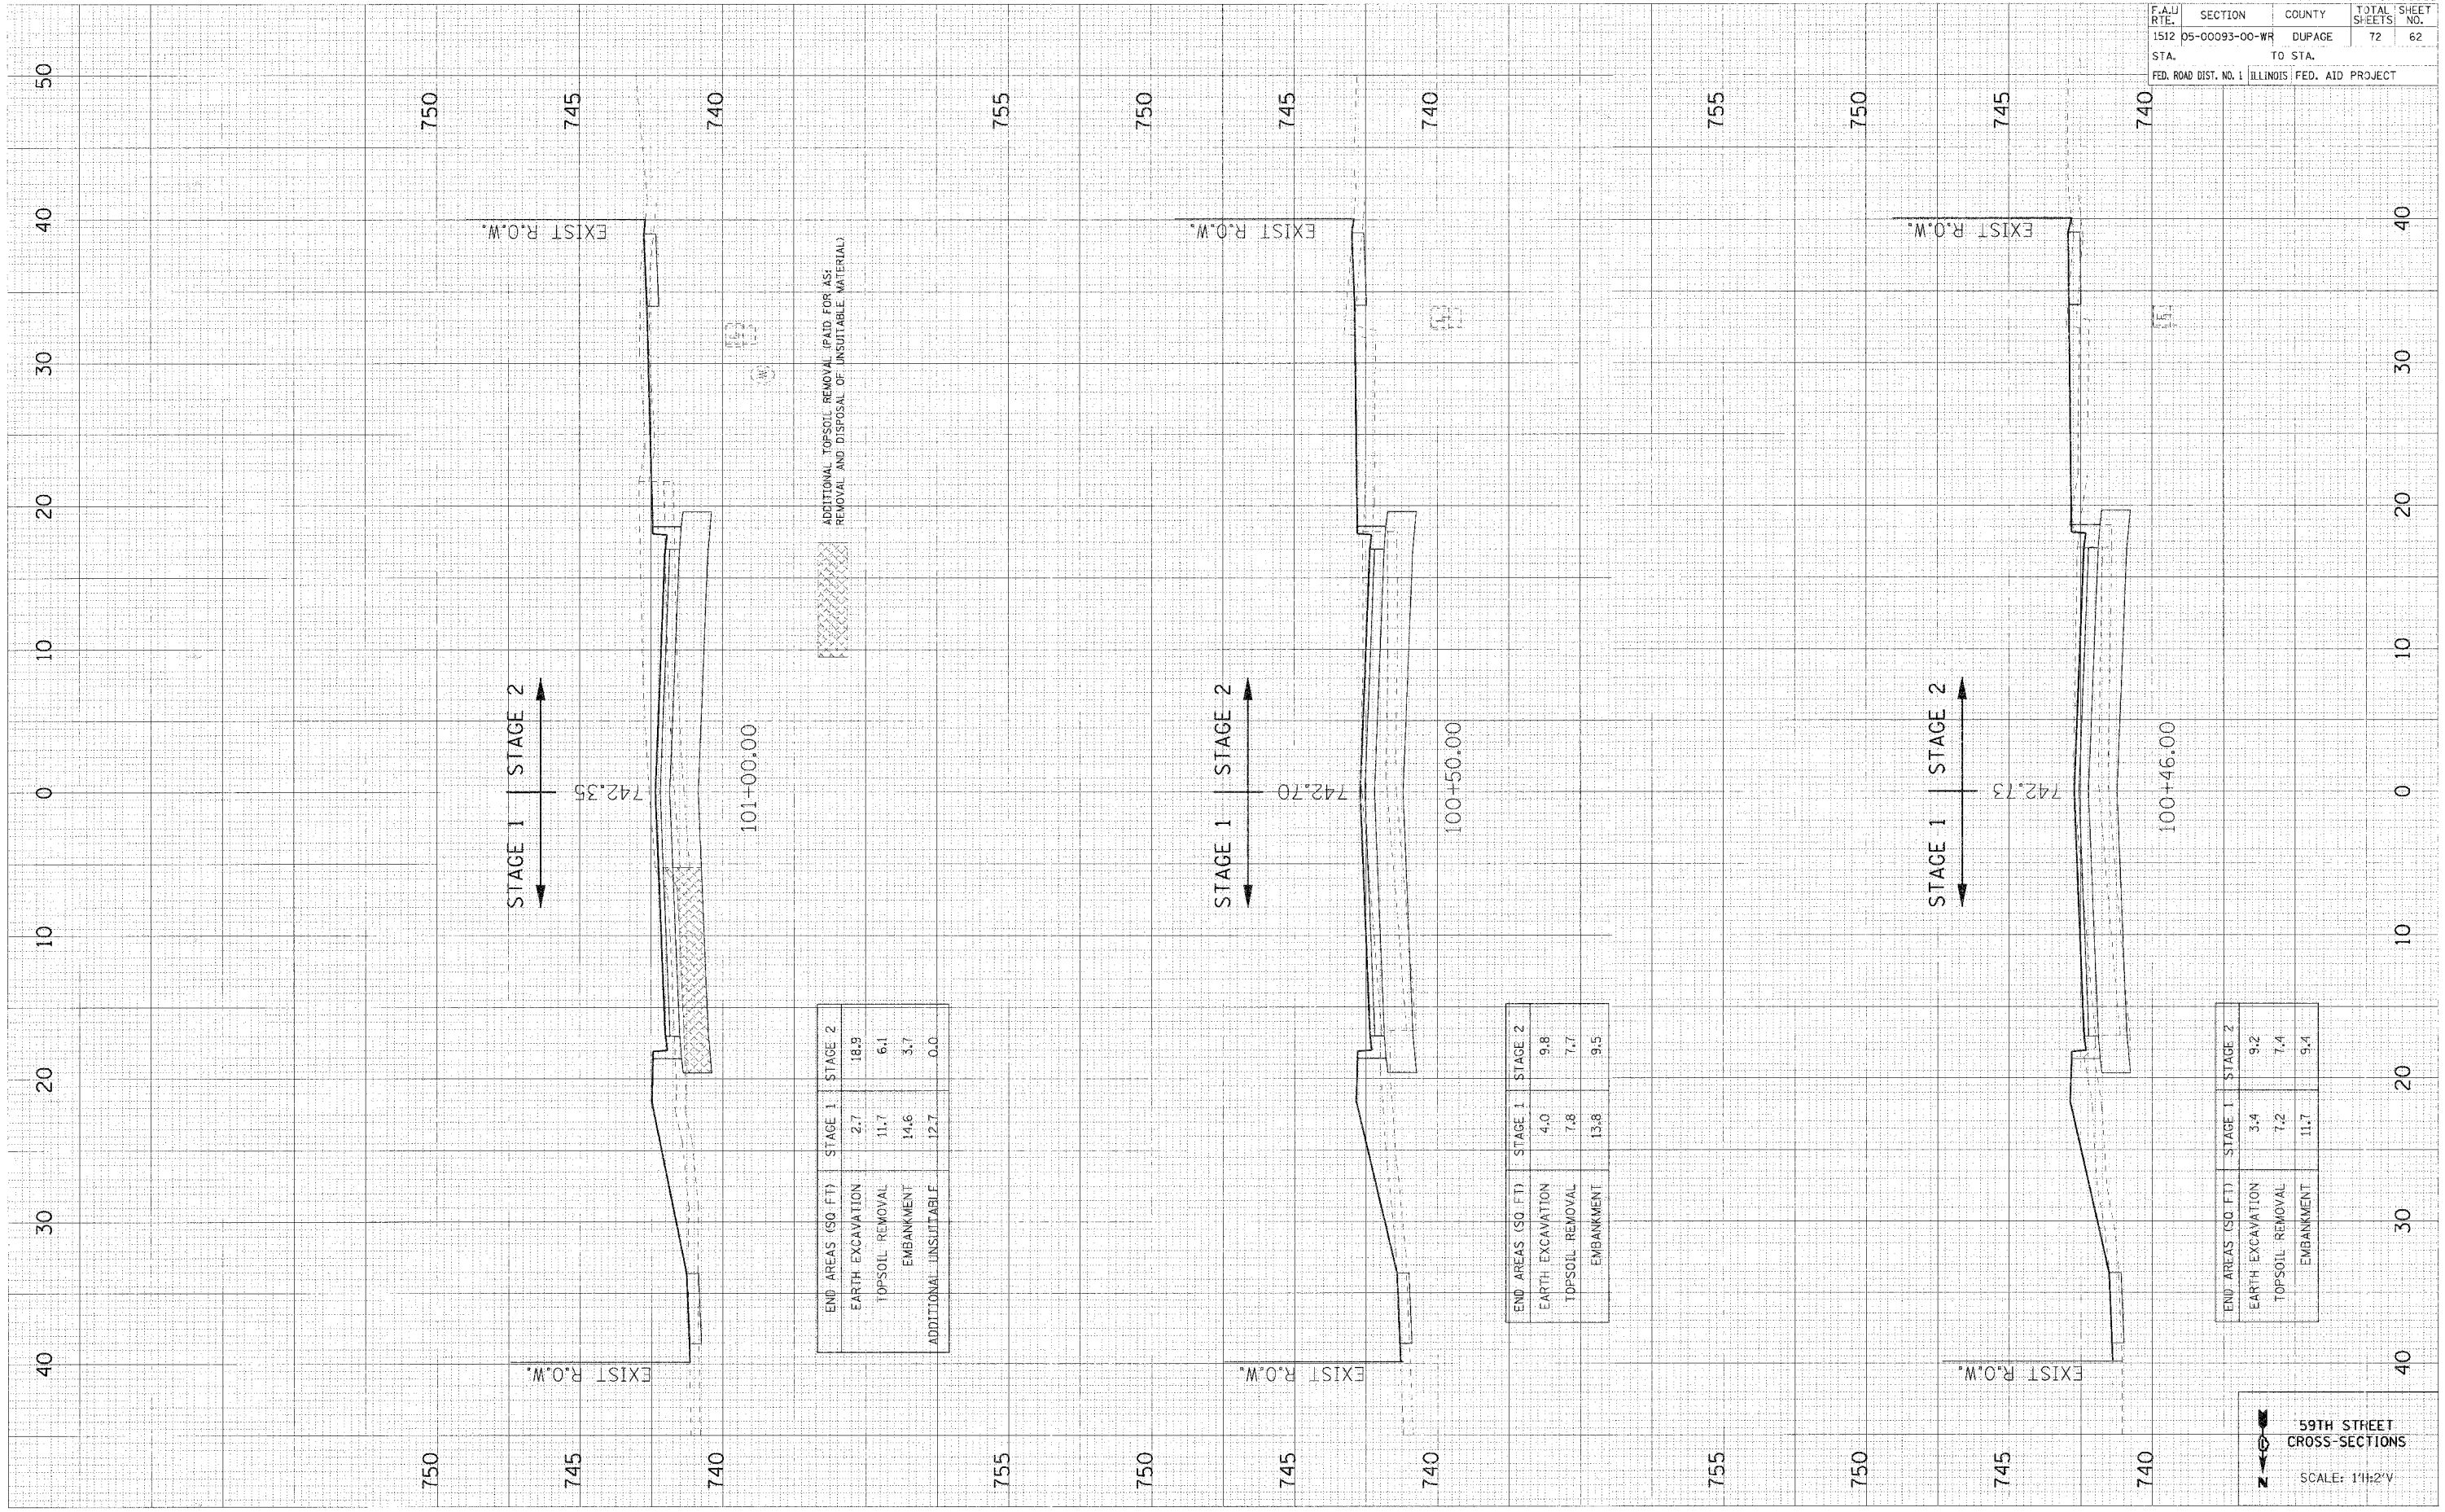 F.A.U RTE. SECTION COUNTY TOTAL SHEETS SHEET NO.
1512 05-00093-00-WR DUPAGE 72 62
STA. TO STA.
FED. ROAD DIST. NO. 1 ILLINOIS FED. AID PROJECT
50 40 30 20 10 0 10 20 30 40
750 745 740
EXIST R.O.W.
STAGE 1 STAGE 2
742.35
101+00.00
EXIST R.O.W.
W
ADDITIONAL TOPSOIL REMOVAL (PAID FOR AS:
REMOVAL AND DISPOSAL OF UNSUITABLE MATERIAL)
END AREAS (SQ FT) STAGE 1 STAGE 2
EARTH EXCAVATION 2.7 18.9
TOPSOIL REMOVAL 11.7 6.1
EMBANKMENT 14.6 3.7
ADDITIONAL UNSUITABLE 12.7 0.0
750 745 740
755 750 745 740
EXIST R.O.W.
STAGE 1 STAGE 2
742.70
100+50.00
EXIST R.O.W.
END AREAS (SQ FT) STAGE 1 STAGE 2
EARTH EXCAVATION 4.0 9.8
TOPSOIL REMOVAL 7.8 7.7
EMBANKMENT 13.8 9.5
755 750 745 740
755 750 745 740
EXIST R.O.W.
STAGE 1 STAGE 2
742.73
100+46.00
EXIST R.O.W.
END AREAS (SQ FT) STAGE 1 STAGE 2
EARTH EXCAVATION 3.4 9.2
TOPSOIL REMOVAL 7.2 7.4
EMBANKMENT 11.7 9.4
755 750 745 740
40 30 20 10 0 10 20 30 40
N
59TH STREET
CROSS-SECTIONS
SCALE: 1"H:2"V